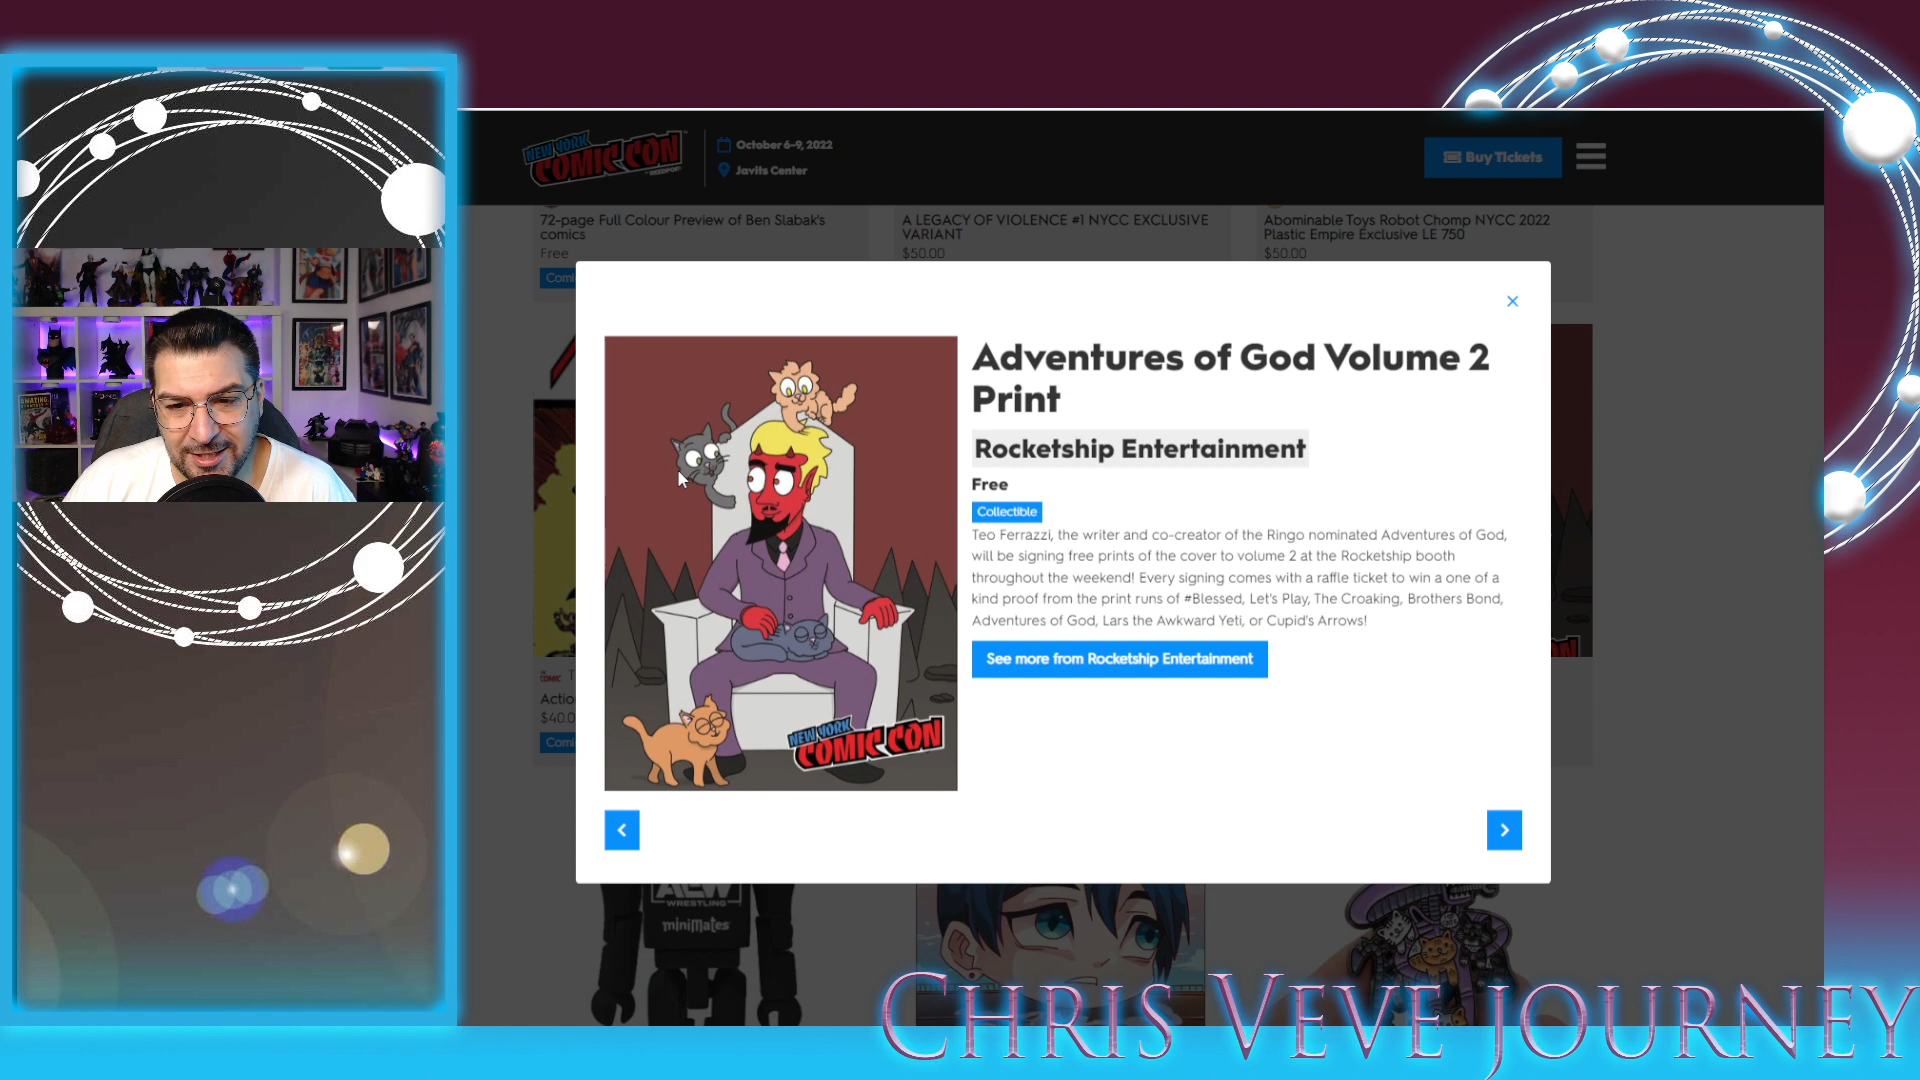 NEW YORK
COMIC CON
October 6-9, 2022
Javits Center
Buy Tickets
72-page Full Colour Preview of Ben Slabak's
comics
Free
A LEGACY OF VIOLENCE #1 NYCC EXCLUSIVE
VARIANT
$50.00
Abominable Toys Robot Chomp NYCC 2022
Plastic Empire Exclusive LE 750
$50.00
Adventures of God Volume 2
Print
Rocketship Entertainment
Free
Collectible
Teo Ferrazzi, the writer and co-creator of the Ringo nominated Adventures of God,
will be signing free prints of the cover to volume 2 at the Rocketship booth
throughout the weekend! Every signing comes with a raffle ticket to win a one of a
kind proof from the print runs of #Blessed, Let's Play, The Croaking, Brothers Bond,
Adventures of God, Lars the Awkward Yeti, or Cupid's Arrows!
See more from Rocketship Entertainment
NEW YORK
COMIC CON
AMAZING
AEW
WRESTLING
minimates
CHRIS VEVE JOURNEY